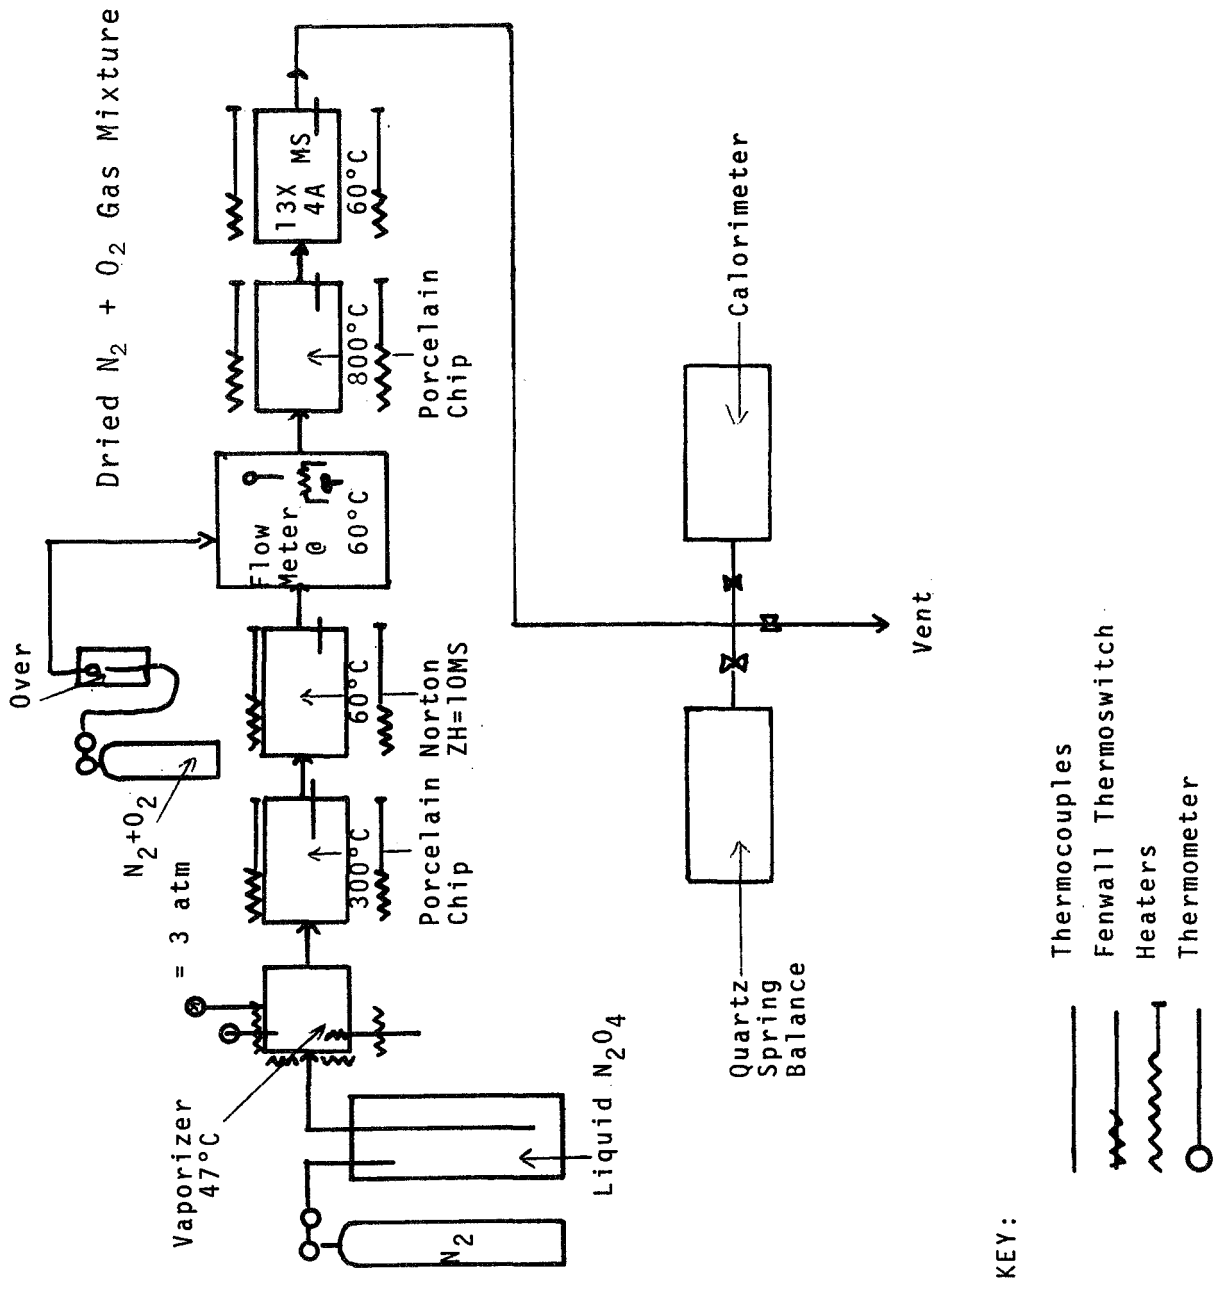 Dried N2 + O2 Gas Mixture
Over
N2+O2
= 3 atm
Vaporizer
47°C
N2
Liquid N2O4
300°C
Porcelain
Chip
60°C
Norton
ZH=10MS
Flow
Meter
@
60°C
800°C
Porcelain
Chip
13X MS
4A
60°C
Quartz
Spring
Balance
Calorimeter
Vent
KEY:
Thermocouples
Fenwall Thermoswitch
Heaters
Thermometer